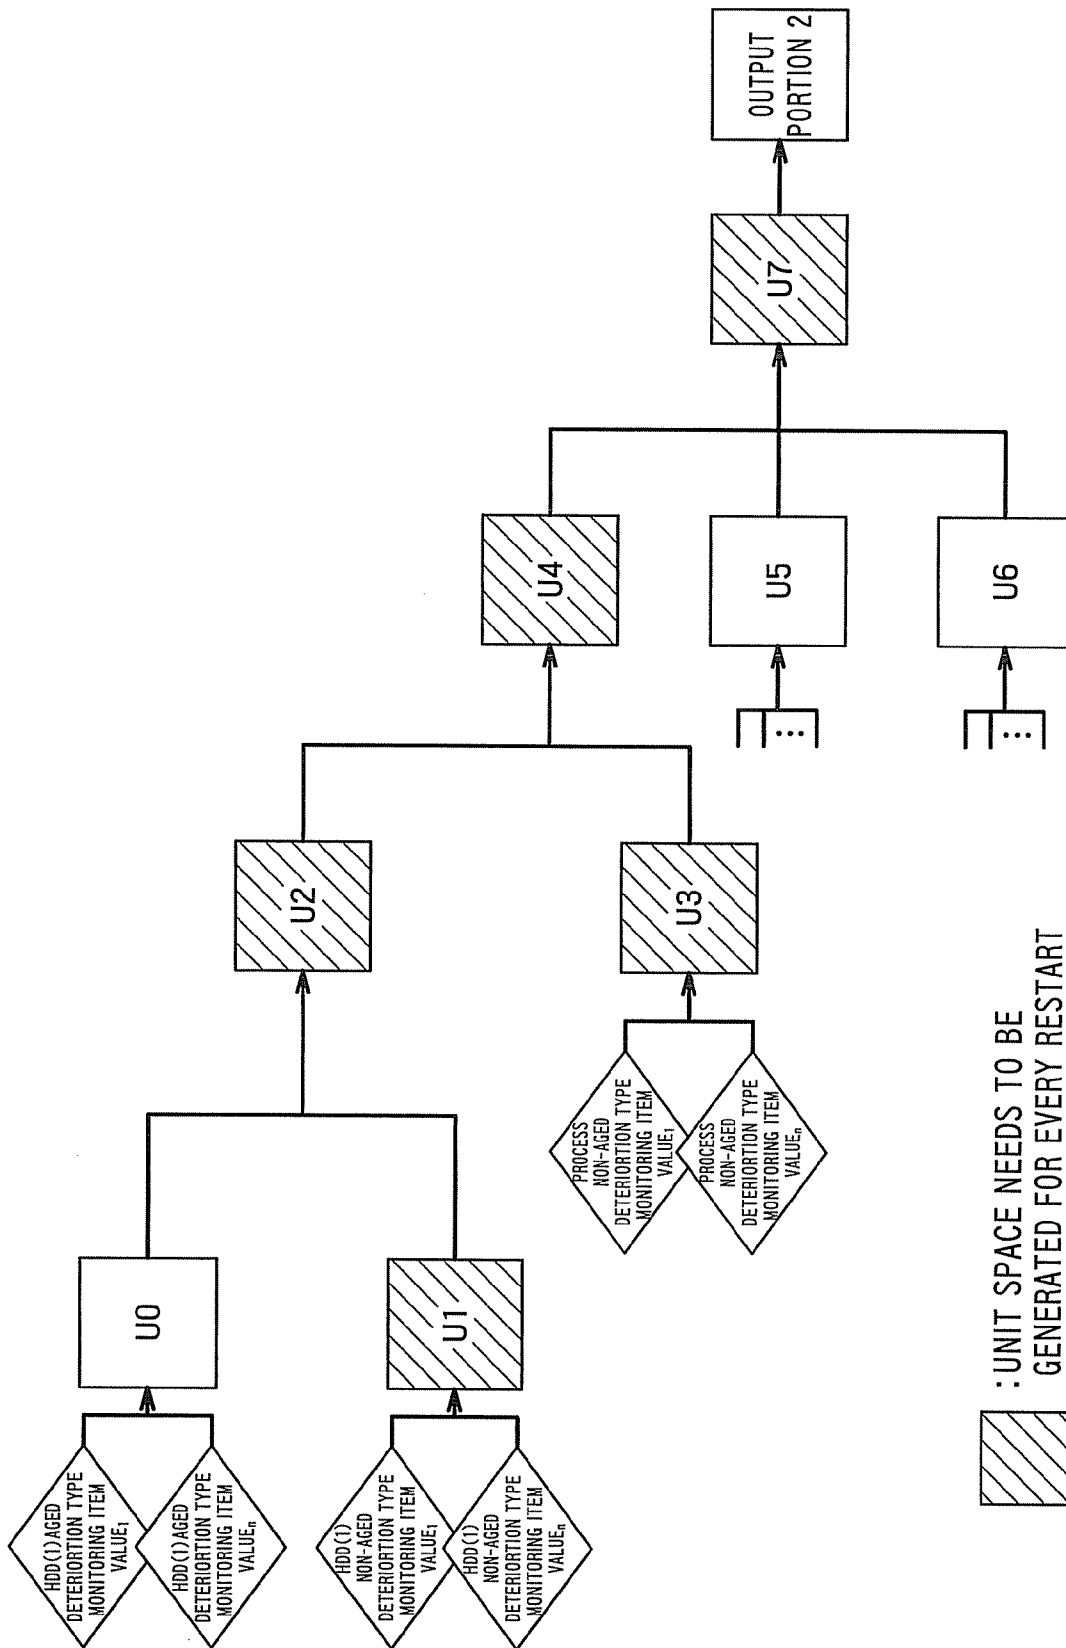 HDD(1)AGED
DETERIORTION TYPE
MONITORING ITEM
VALUE1
HDD(1)AGED
DETERIORTION TYPE
MONITORING ITEM
VALUEn
HDD(1)
NON-AGED
DETERIORTION TYPE
MONITORING ITEM
VALUE1
HDD(1)
NON-AGED
DETERIORTION TYPE
MONITORING ITEM
VALUEn
U0
U1
PROCESS
NON-AGED
DETERIORTION TYPE
MONITORING ITEM
VALUE1
PROCESS
NON-AGED
DETERIORTION TYPE
MONITORING ITEM
VALUEn
U2
U3
...
...
U4
U5
U6
U7
OUTPUT
PORTION 2
:UNIT SPACE NEEDS TO BE
GENERATED FOR EVERY RESTART